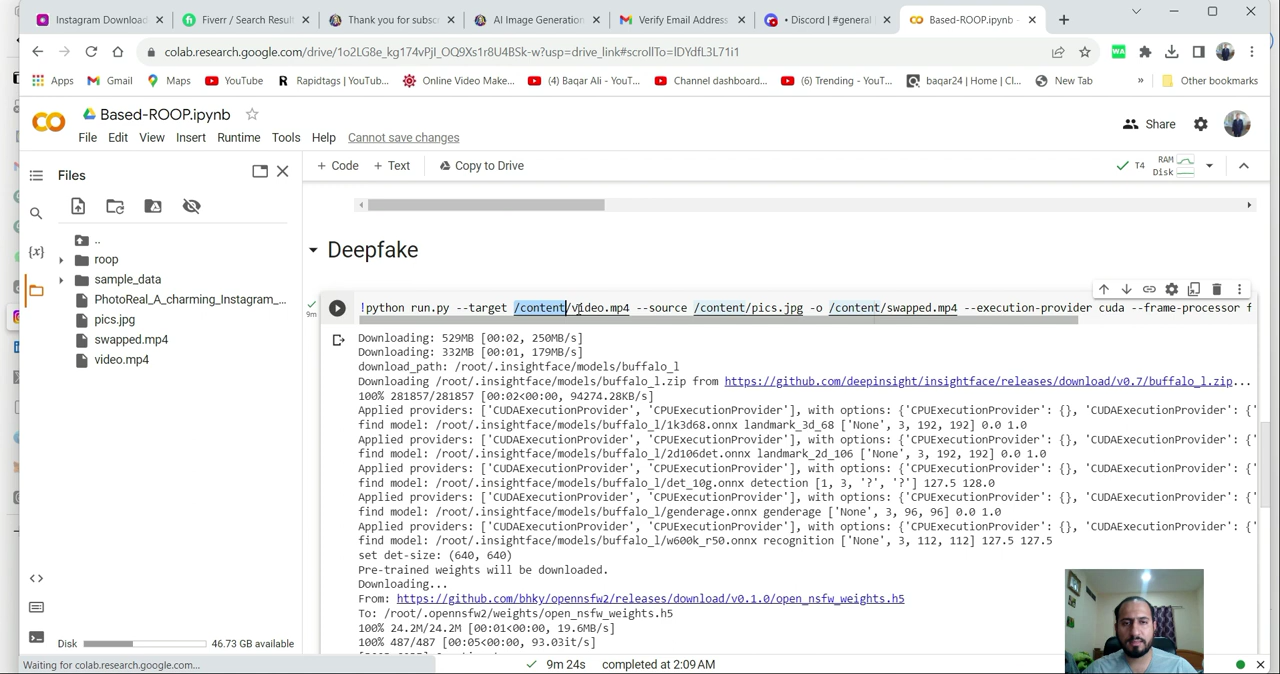 Instagram Download
Fiverr / Search Resul
Thank you for subsc
AI Image Generation
Verify Email Address
• Discord | #general
Based-ROOP.ipynb -
colab.research.google.com/drive/1o2LG8e_kg174vPjI_OQ9Xs1r8U4BSk-w?usp=drive_link#scrollTo=lDYdfL3L71i1
Apps
Gmail
Maps
YouTube
Rapidtags | YouTub...
Online Video Make...
(4) Baqar Ali - YouT...
Channel dashboard...
(6) Trending - YouT...
baqar24 | Home | Cl...
New Tab
»
Other bookmarks
Based-ROOP.ipynb
File Edit View Insert Runtime Tools Help Cannot save changes
Share
+ Code + Text Copy to Drive
T4 RAM
Disk
Files
..
roop
sample_data
PhotoReal_A_charming_Instagram_...
pics.jpg
swapped.mp4
video.mp4
Disk 46.73 GB available
Deepfake
9m
!python run.py --target /content/video.mp4 --source /content/pics.jpg -o /content/swapped.mp4 --execution-provider cuda --frame-processor f
Downloading: 529MB [00:02, 250MB/s]
Downloading: 332MB [00:01, 179MB/s]
download_path: /root/.insightface/models/buffalo_l
Downloading /root/.insightface/models/buffalo_l.zip from https://github.com/deepinsight/insightface/releases/download/v0.7/buffalo_l.zip...
100% 281857/281857 [00:02<00:00, 94274.28KB/s]
Applied providers: ['CUDAExecutionProvider', 'CPUExecutionProvider'], with options: {'CPUExecutionProvider': {}, 'CUDAExecutionProvider': {'
find model: /root/.insightface/models/buffalo_l/1k3d68.onnx landmark_3d_68 ['None', 3, 192, 192] 0.0 1.0
Applied providers: ['CUDAExecutionProvider', 'CPUExecutionProvider'], with options: {'CPUExecutionProvider': {}, 'CUDAExecutionProvider': {'
find model: /root/.insightface/models/buffalo_l/2d106det.onnx landmark_2d_106 ['None', 3, 192, 192] 0.0 1.0
Applied providers: ['CUDAExecutionProvider', 'CPUExecutionProvider'], with options: {'CPUExecutionProvider': {}, 'CUDAExecutionProvider': {'
find model: /root/.insightface/models/buffalo_l/det_10g.onnx detection [1, 3, '?', '?'] 127.5 128.0
Applied providers: ['CUDAExecutionProvider', 'CPUExecutionProvider'], with options: {'CPUExecutionProvider': {}, 'CUDAExecutionProvider': {'
find model: /root/.insightface/models/buffalo_l/genderage.onnx genderage ['None', 3, 96, 96] 0.0 1.0
Applied providers: ['CUDAExecutionProvider', 'CPUExecutionProvider'], with options: {'CPUExecutionProvider': {}, 'CUDAExecutionProvider': {'
find model: /root/.insightface/models/buffalo_l/w600k_r50.onnx recognition ['None', 3, 112, 112] 127.5 127.5
set det-size: (640, 640)
Pre-trained weights will be downloaded.
Downloading...
From: https://github.com/bhky/opennsfw2/releases/download/v0.1.0/open_nsfw_weights.h5
To: /root/.opennsfw2/weights/open_nsfw_weights.h5
100% 24.2M/24.2M [00:01<00:00, 19.6MB/s]
100% 487/487 [00:05<00:00, 93.03it/s]
Waiting for colab.research.google.com...
9m 24s completed at 2:09 AM